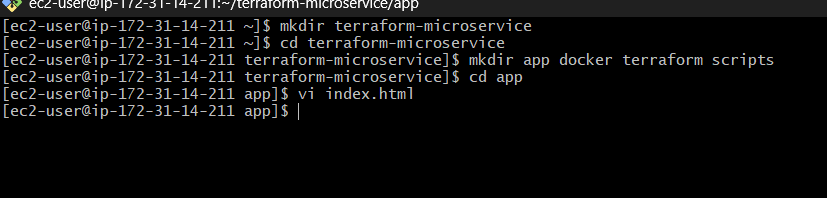 ec2-user@ip-172-31-14-211:~/terraform-microservice/app
[ec2-user@ip-172-31-14-211 ~]$ mkdir terraform-microservice
[ec2-user@ip-172-31-14-211 ~]$ cd terraform-microservice
[ec2-user@ip-172-31-14-211 terraform-microservice]$ mkdir app docker terraform scripts
[ec2-user@ip-172-31-14-211 terraform-microservice]$ cd app
[ec2-user@ip-172-31-14-211 app]$ vi index.html
[ec2-user@ip-172-31-14-211 app]$